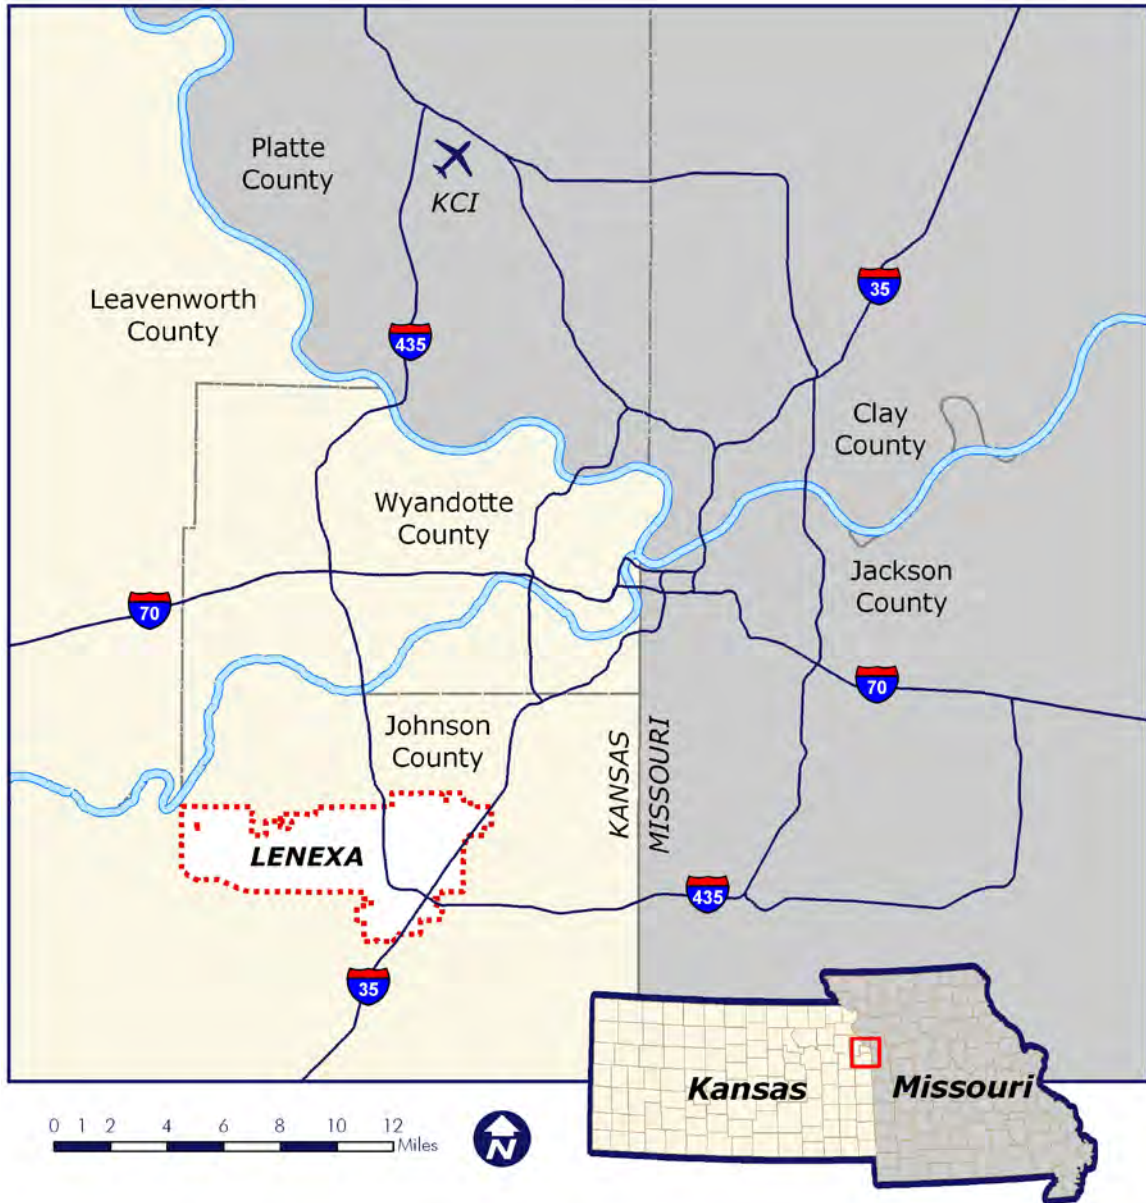 Platte
County
KCI
Leavenworth
County
35
435
Clay
County
Wyandotte
County
Jackson
County
70
70
Johnson
County
KANSAS
MISSOURI
LENEXA
435
35
Kansas
Missouri
0 1 2 4 6 8 10 12
Miles
N